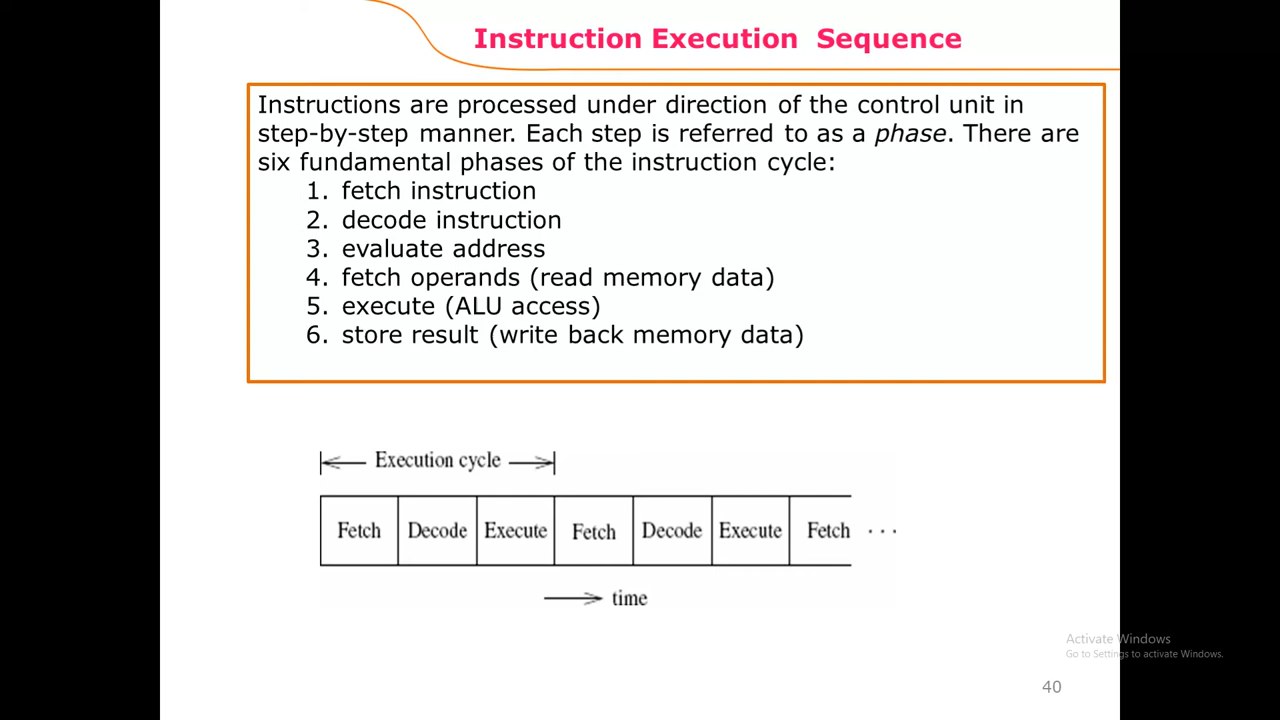 Instruction Execution Sequence
Instructions are processed under direction of the control unit in
step-by-step manner. Each step is referred to as a phase. There are
six fundamental phases of the instruction cycle:
1. fetch instruction
2. decode instruction
3. evaluate address
4. fetch operands (read memory data)
5. execute (ALU access)
6. store result (write back memory data)
Execution cycle
Fetch Decode Execute Fetch Decode Execute Fetch ···
time
Activate Windows
Go to Settings to activate Windows.
40